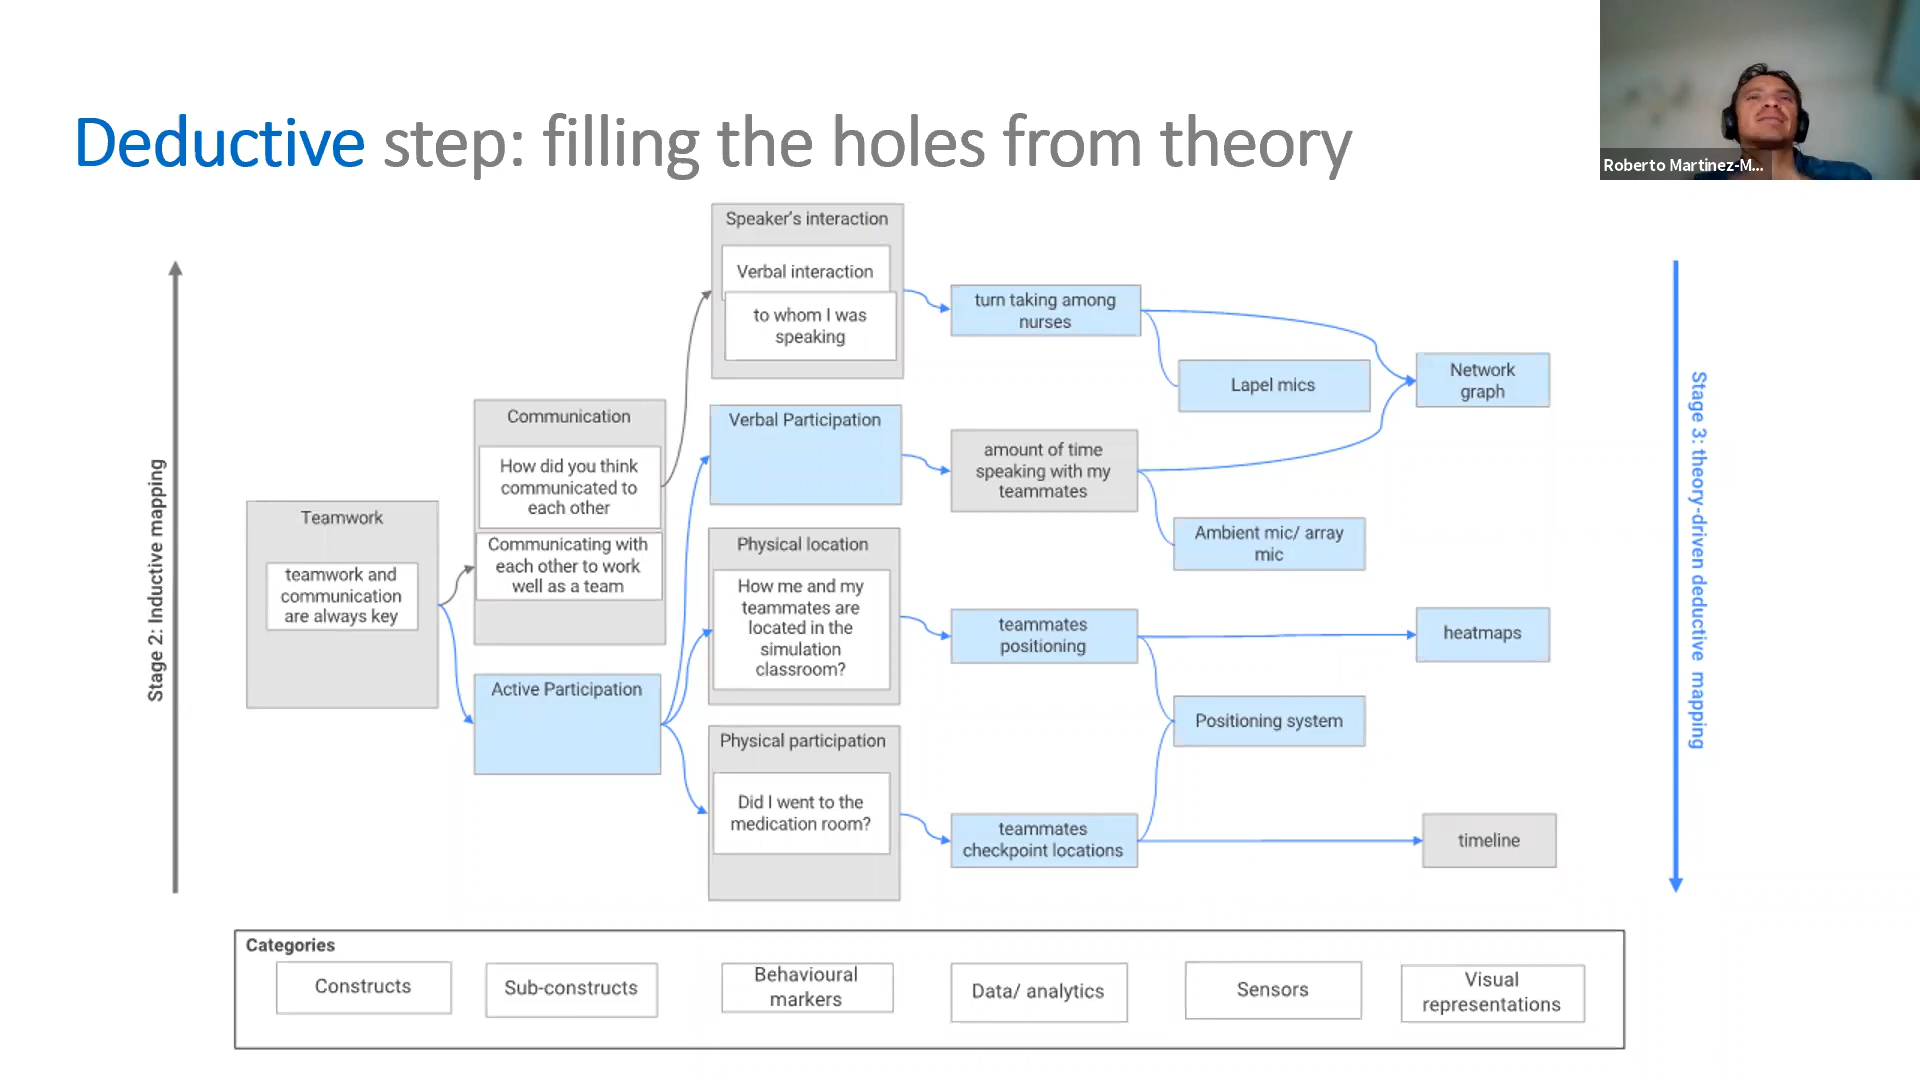 Deductive step: filling the holes from theory
Roberto Martinez-M...
Stage 2: Inductive mapping
Teamwork
teamwork and
communication
are always key
Communication
How did you think
communicated to
each other
Communicating with
each other to work
well as a team
Active Participation
Speaker's interaction
Verbal interaction
to whom I was
speaking
Verbal Participation
Physical location
How me and my
teammates are
located in the
simulation
classroom?
Physical participation
Did I went to the
medication room?
turn taking among
nurses
amount of time
speaking with my
teammates
teammates
positioning
teammates
checkpoint locations
Lapel mics
Ambient mic/ array
mic
Positioning system
Network
graph
heatmaps
timeline
Stage 3: theory-driven deductive mapping
Categories
Constructs
Sub-constructs
Behavioural
markers
Data/ analytics
Sensors
Visual
representations